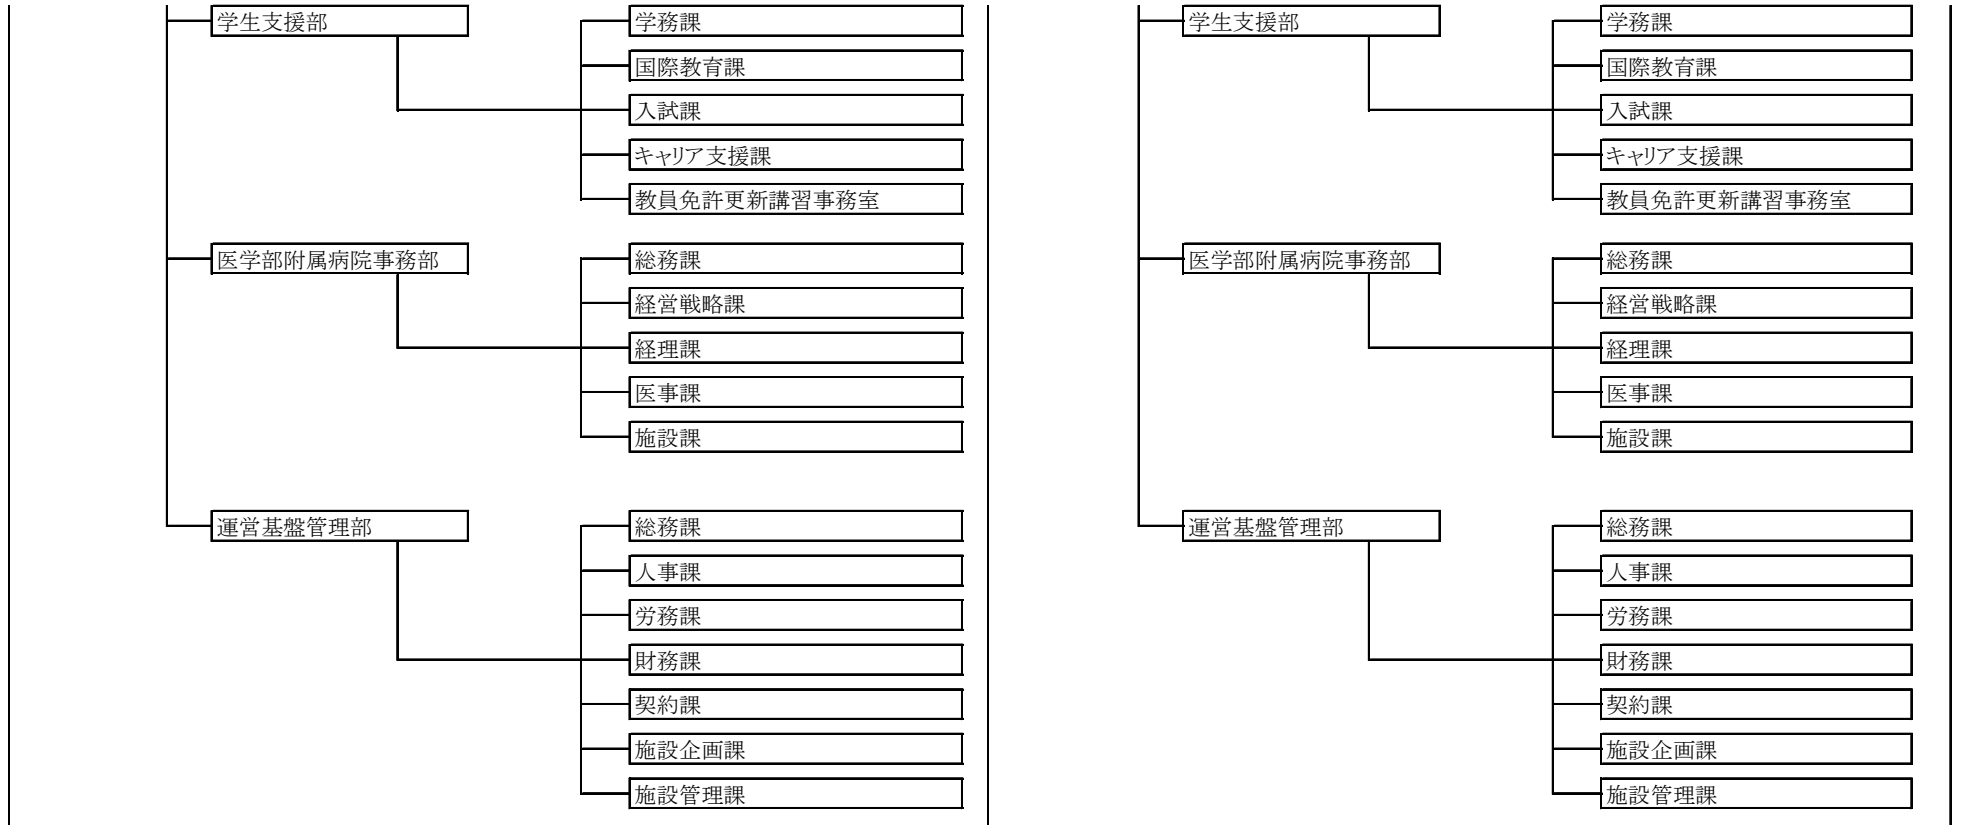 学生支援部
学務課
国際教育課
入試課
キャリア支援課
教員免許更新講習事務室
医学部附属病院事務部
総務課
経営戦略課
経理課
医事課
施設課
運営基盤管理部
総務課
人事課
労務課
財務課
契約課
施設企画課
施設管理課
学生支援部
学務課
国際教育課
入試課
キャリア支援課
教員免許更新講習事務室
医学部附属病院事務部
総務課
経営戦略課
経理課
医事課
施設課
運営基盤管理部
総務課
人事課
労務課
財務課
契約課
施設企画課
施設管理課